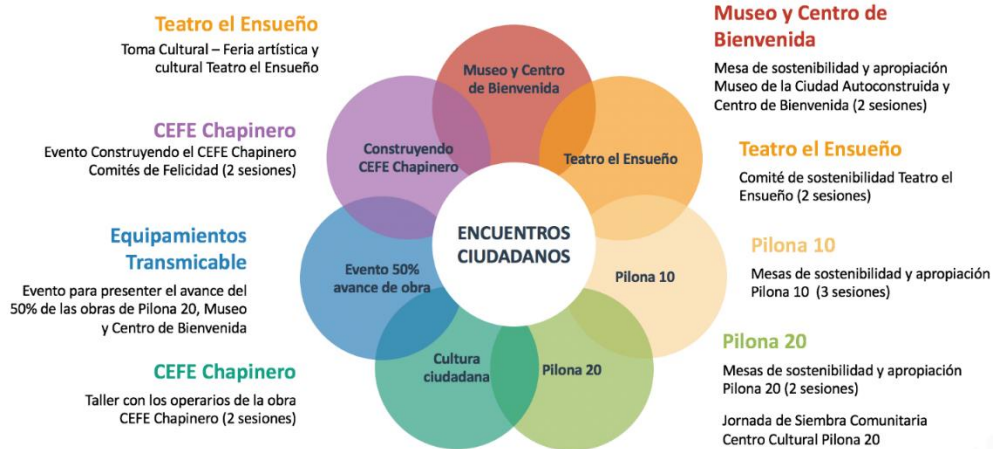 Teatro el Ensueño
Toma Cultural – Feria artística y
cultural Teatro el Ensueño
CEFE Chapinero
Evento Construyendo el CEFE Chapinero
Comités de Felicidad (2 sesiones)
Equipamientos
Transmicable
Evento para presenter el avance del
50% de las obras de Pilona 20, Museo
y Centro de Bienvenida
CEFE Chapinero
Taller con los operarios de la obra
CEFE Chapinero (2 sesiones)
Museo y Centro
de Bienvenida
Construyendo
CEFE Chapinero
Teatro el Ensueño
ENCUENTROS
CIUDADANOS
Evento 50%
avance de obra
Pilona 10
Cultura
ciudadana
Pilona 20
Museo y Centro de
Bienvenida
Mesa de sostenibilidad y apropiación
Museo de la Ciudad Autoconstruida y
Centro de Bienvenida (2 sesiones)
Teatro el Ensueño
Comité de sostenibilidad Teatro el
Ensueño (2 sesiones)
Pilona 10
Mesas de sostenibilidad y apropiación
Pilona 10  (3 sesiones)
Pilona 20
Mesas de sostenibilidad y apropiación
Pilona 20 (2 sesiones)
Jornada de Siembra Comunitaria
Centro Cultural Pilona 20